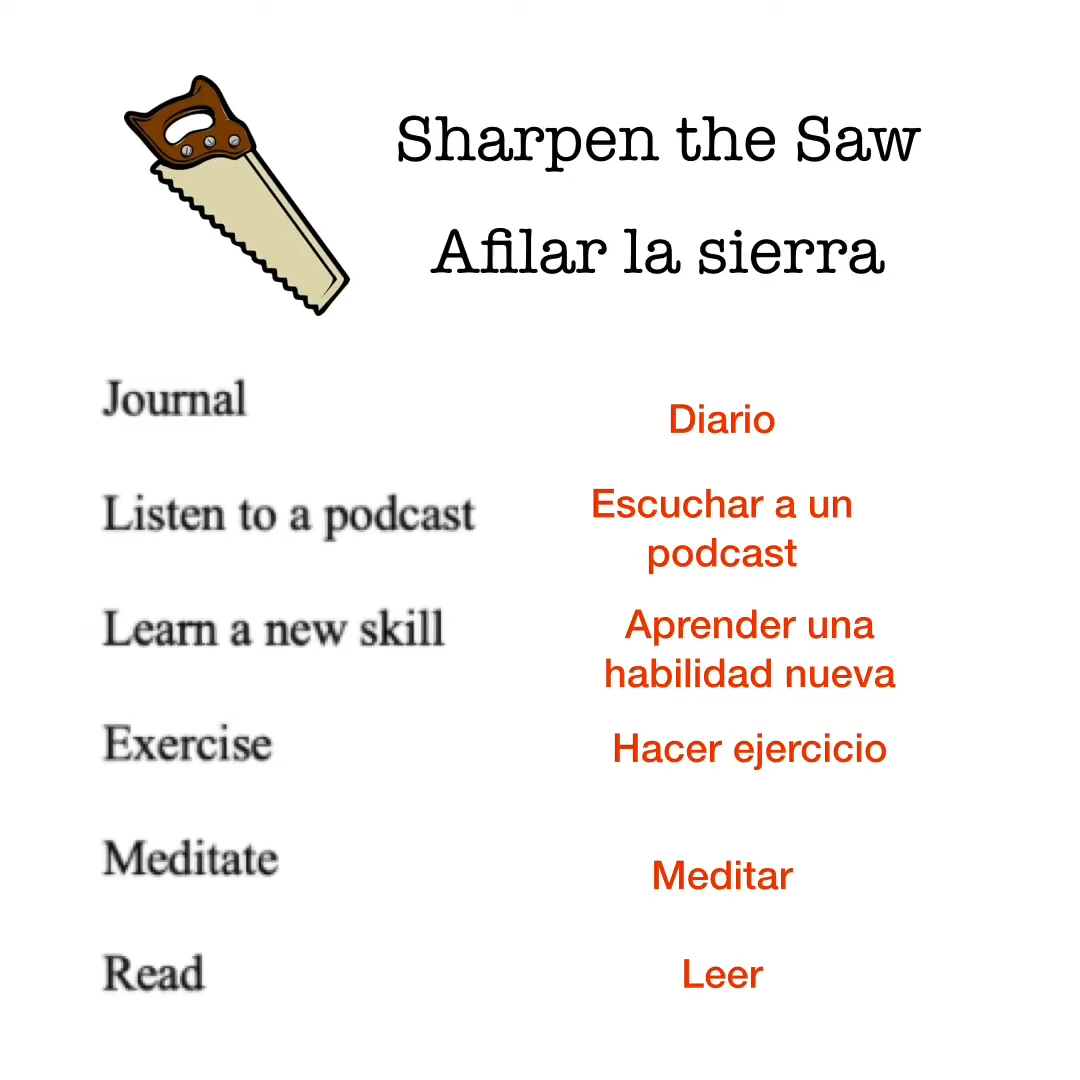 Sharpen the Saw
Afilar la sierra
Journal
Diario
Listen to a podcast
Escuchar a un
podcast
Learn a new skill
Aprender una
habilidad nueva
Exercise
Hacer ejercicio
Meditate
Meditar
Read
Leer